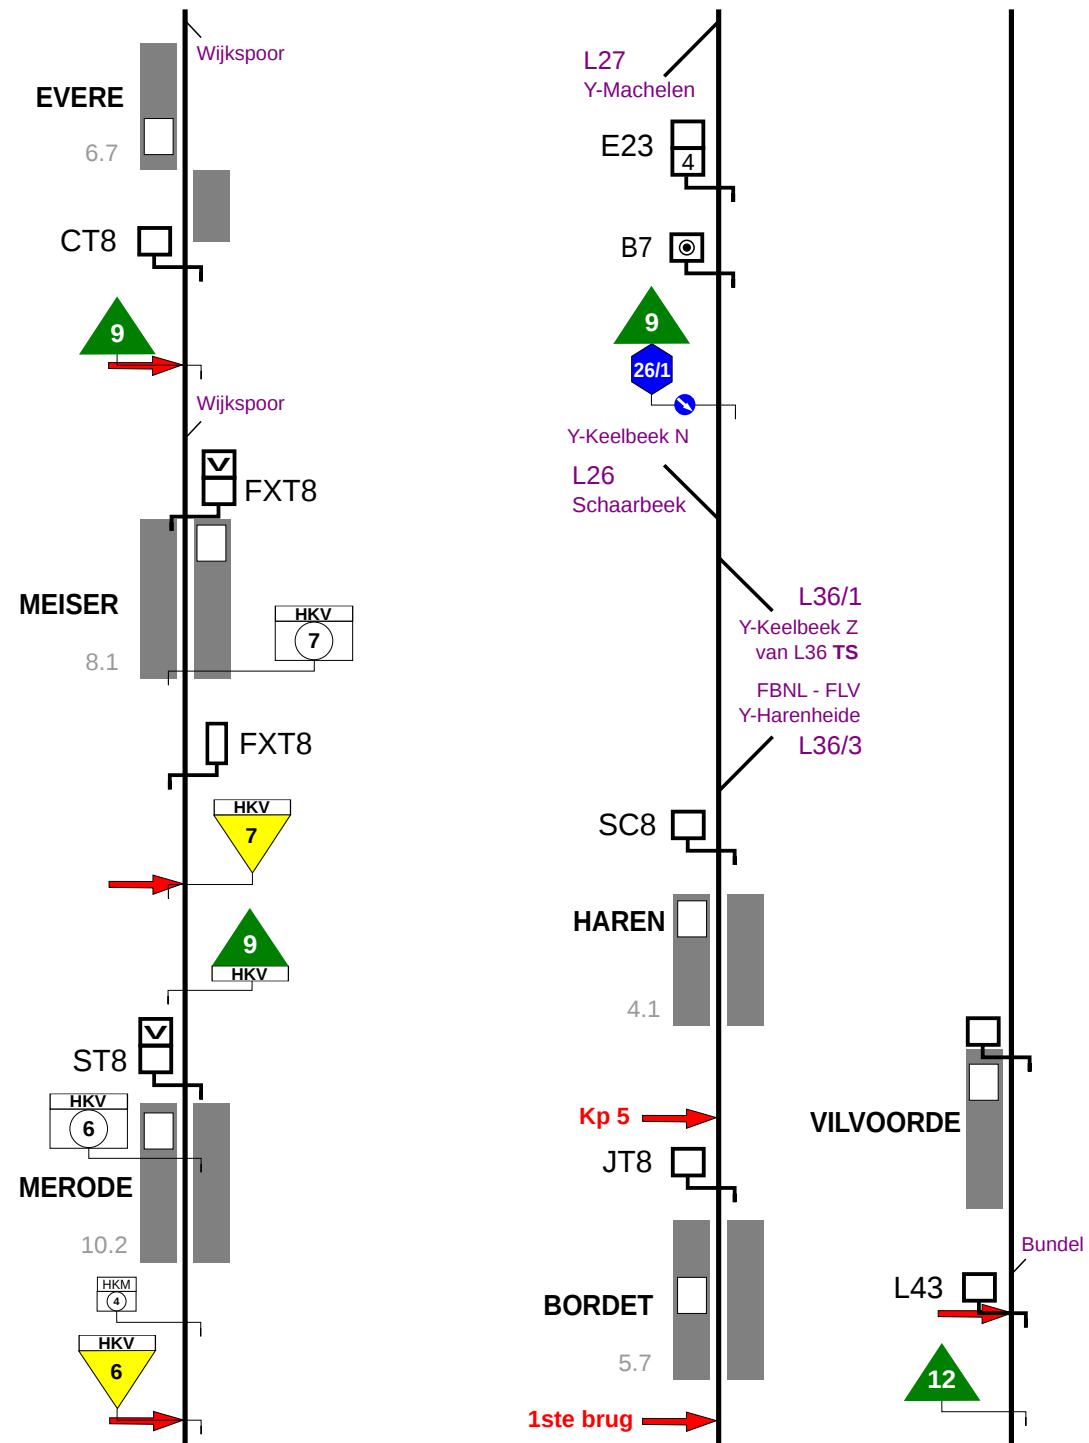 Wijkspoor
EVERE
6.7
CT8
9
Wijkspoor
V
FXT8
MEISER
HKV
7
8.1
FXT8
HKV
7
9
HKV
V
ST8
HKV
6
MERODE
10.2
HKM
4
HKV
6
L27
Y-Machelen
E23
4
B7
9
26/1
Y-Keelbeek N
L26
Schaarbeek
L36/1
Y-Keelbeek Z
van L36 TS
FBNL - FLV
Y-Harenheide
L36/3
SC8
HAREN
4.1
Kp 5
JT8
BORDET
5.7
1ste brug
VILVOORDE
Bundel
L43
12